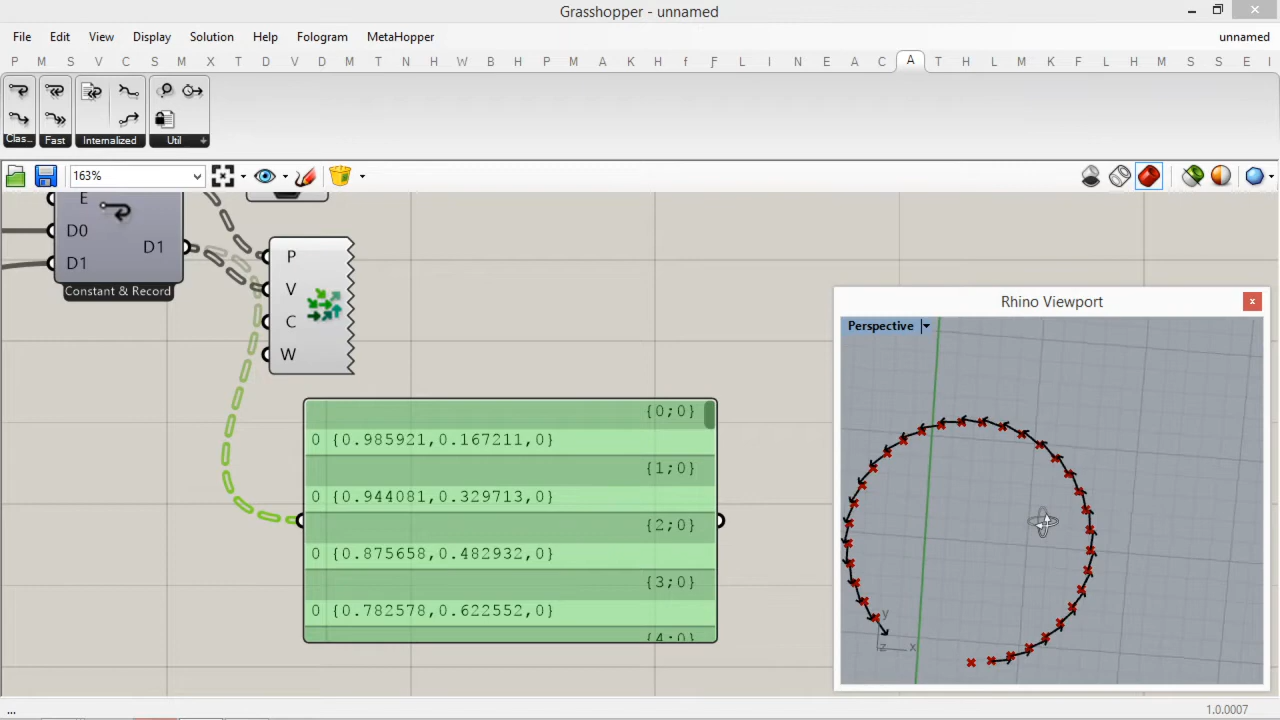 Grasshopper - unnamed
File Edit View Display Solution Help Fologram MetaHopper unnamed
P M S V C S M X T D V D V H W B H P M A K H F V N E A C A T H L M K F L H M S S E I
Clas... Fast Internalized Util
163%
E
D0
D1
D1
Constant & Record
P
V
C
W
{0;0}
0 {0.985921,0.167211,0}
{1;0}
0 {0.944081,0.329713,0}
{2;0}
0 {0.875658,0.482932,0}
{3;0}
0 {0.782578,0.622552,0}
{4;0}
Rhino Viewport
Perspective
y
z x
...
1.0.0007